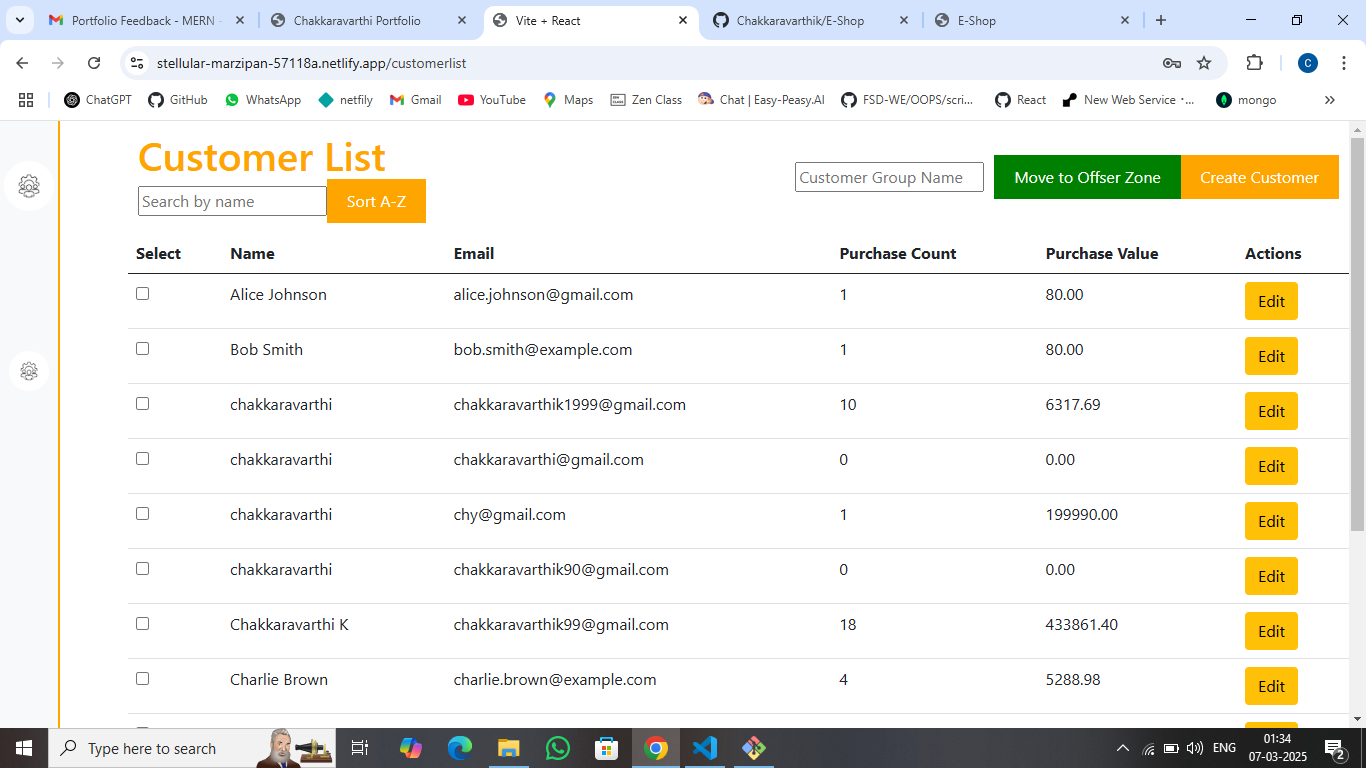 Portfolio Feedback - MERN -
Chakkaravarthi Portfolio
Vite + React
Chakkaravarthik/E-Shop
E-Shop
stellular-marzipan-57118a.netlify.app/customerlist
C
ChatGPT GitHub WhatsApp netfily Gmail YouTube Maps Zen Class Chat | Easy-Peasy.AI FSD-WE/OOPS/scri... React New Web Service · ... mongo
Customer List
Customer Group Name Move to Offser Zone Create Customer
Search by name Sort A-Z
Select Name Email Purchase Count Purchase Value Actions
Alice Johnson alice.johnson@gmail.com 1 80.00 Edit
Bob Smith bob.smith@example.com 1 80.00 Edit
chakkaravarthi chakkaravarthik1999@gmail.com 10 6317.69 Edit
chakkaravarthi chakkaravarthi@gmail.com 0 0.00 Edit
chakkaravarthi chy@gmail.com 1 199990.00 Edit
chakkaravarthi chakkaravarthik90@gmail.com 0 0.00 Edit
Chakkaravarthi K chakkaravarthik99@gmail.com 18 433861.40 Edit
Charlie Brown charlie.brown@example.com 4 5288.98 Edit
Type here to search
ENG
01:34
07-03-2025
2